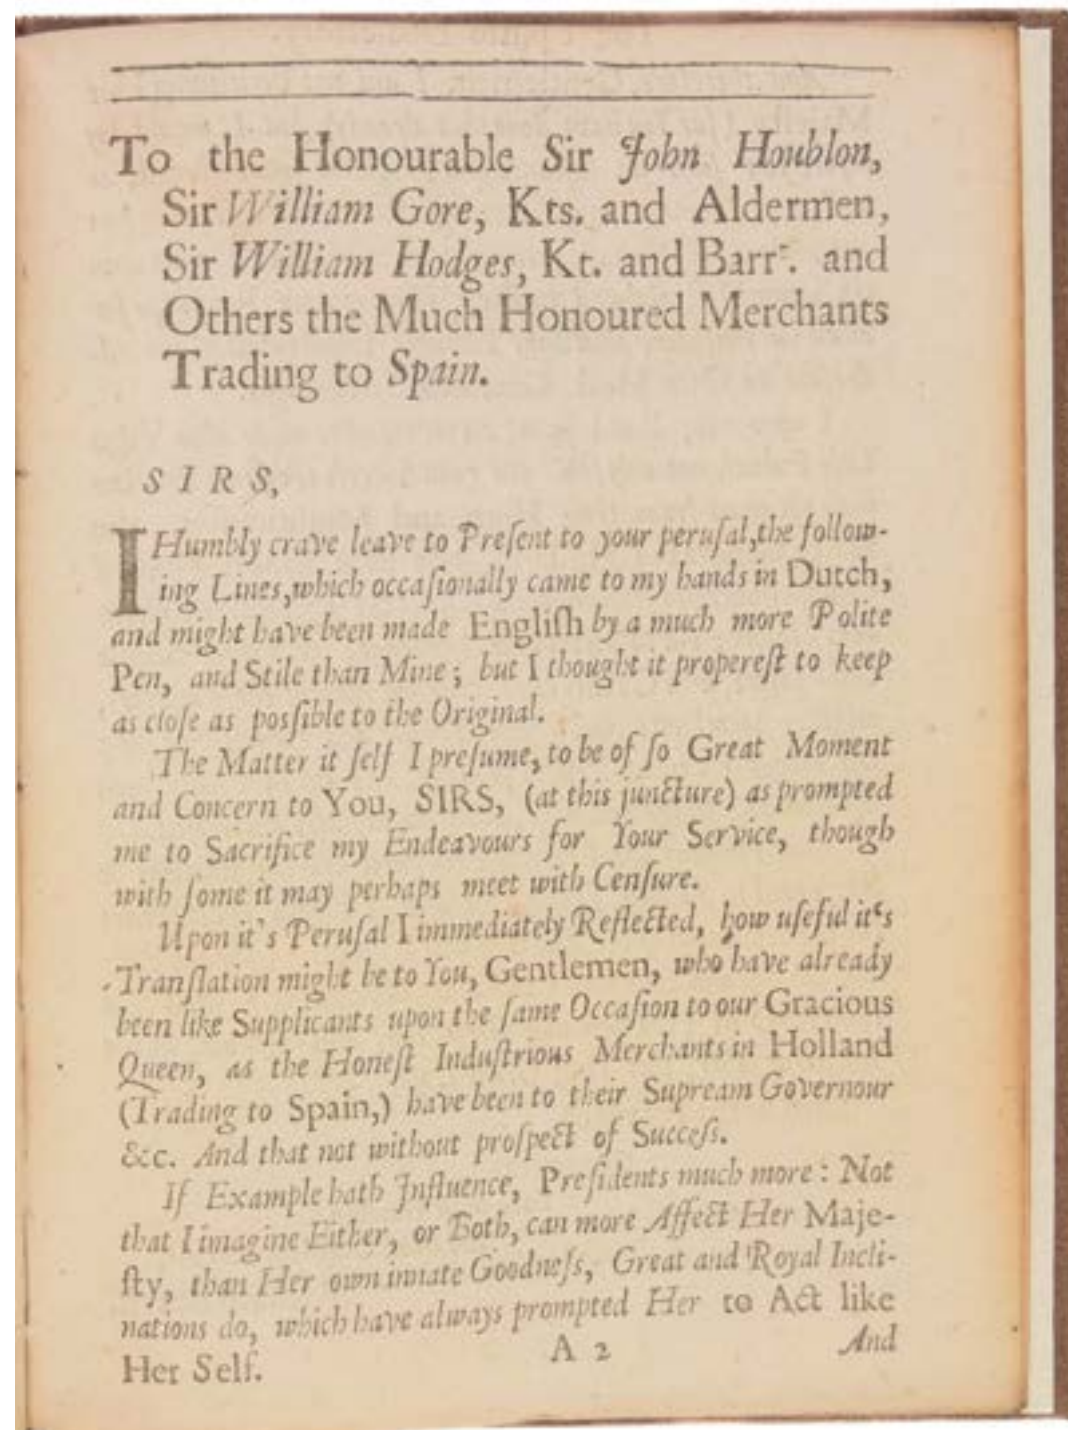 To the Honourable Sir John Houblon,
Sir William Gore, Kts. and Aldermen,
Sir William Hodges, Kt. and Barrt. and
Others the Much Honoured Merchants
Trading to Spain.
SIRS,
I Humbly crave leave to Preſent to your peruſal, the follow-
ing Lines, which occaſionally came to my hands in Dutch,
and might have been made Engliſh by a much more Polite
Pen, and Stile than Mine; but I thought it propereſt to keep
as cloſe as poſſible to the Original.
The Matter it ſelf I preſume, to be of ſo Great Moment
and Concern to You, SIRS, (at this juncture) as prompted
me to Sacrifice my Endeavours for Your Service, though
with ſome it may perhaps meet with Cenſure.
Upon it's Peruſal I immediately Reflected, how uſeful it‘s
Tranſlation might be to You, Gentlemen, who have already
been like Supplicants upon the ſame Occaſion to our Gracious
Queen, as the Honeſt Induſtrious Merchants in Holland
(Trading to Spain,) have been to their Supream Governour
&c. And that not without proſpect of Succeſs.
If Example hath Influence, Preſidents much more: Not
that I imagine Either, or Both, can more Affect Her Maje-
ſty, than Her own innate Goodneſs, Great and Royal Incli-
nations do, which have always prompted Her to Act like
Her Self.
A 2
And